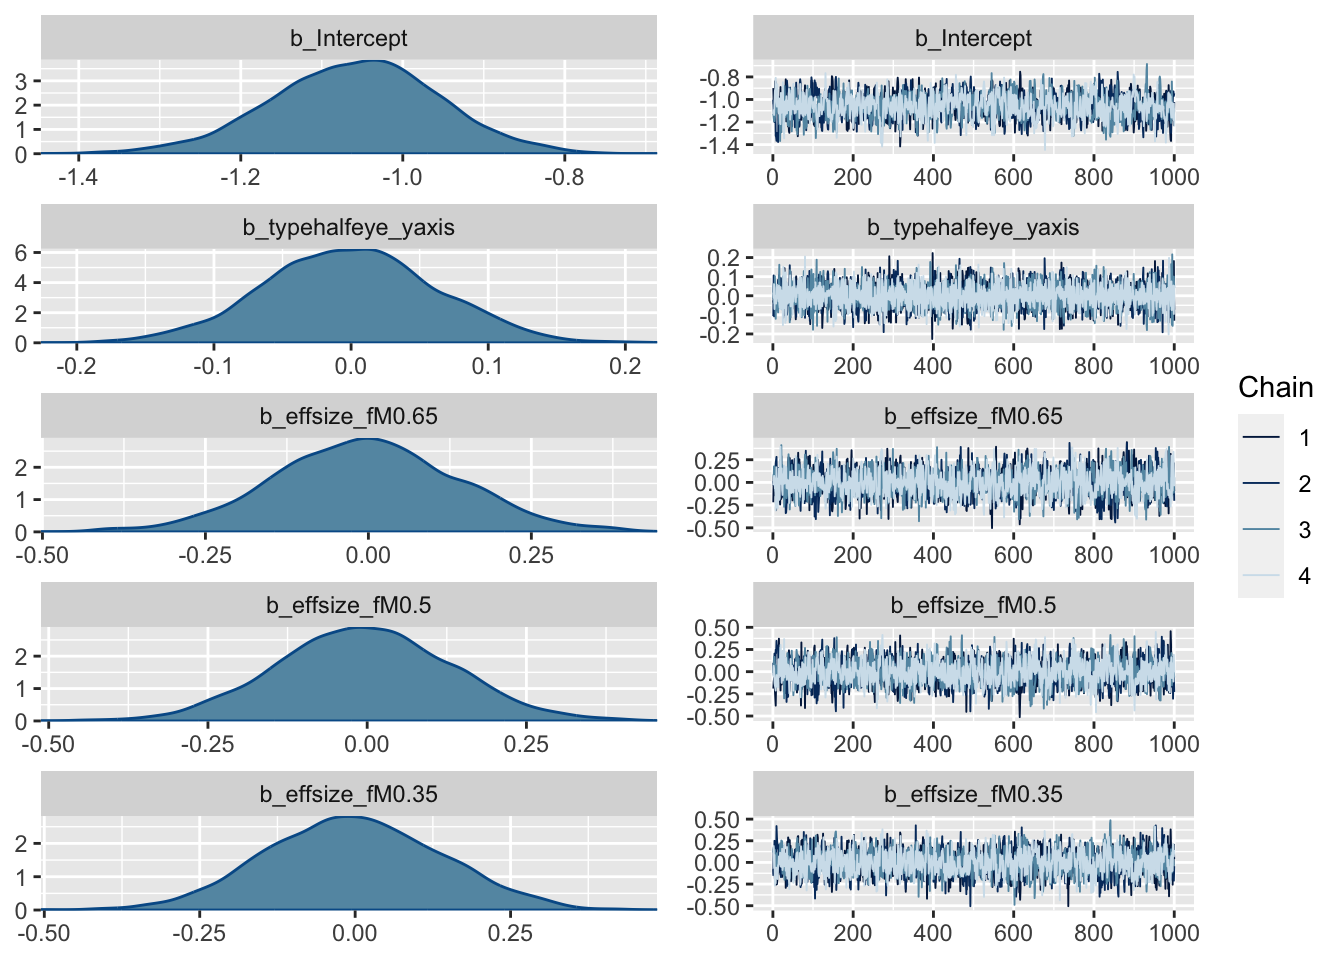 b_Intercept
3
2
1
0
-1.4 -1.2 -1.0 -0.8
b_Intercept
-0.8
-1.0
-1.2
-1.4
0 200 400 600 800 1000
b_typehalfeye_yaxis
6
4
2
0
-0.2 -0.1 0.0 0.1 0.2
b_typehalfeye_yaxis
0.2
0.1
0.0
-0.1
-0.2
0 200 400 600 800 1000
b_effsize_fM0.65
2
1
0
-0.50 -0.25 0.00 0.25
b_effsize_fM0.65
0.25
0.00
-0.25
-0.50
0 200 400 600 800 1000
b_effsize_fM0.5
2
1
0
-0.50 -0.25 0.00 0.25
b_effsize_fM0.5
0.50
0.25
0.00
-0.25
-0.50
0 200 400 600 800 1000
b_effsize_fM0.35
2
1
0
-0.50 -0.25 0.00 0.25
b_effsize_fM0.35
0.50
0.25
0.00
-0.25
-0.50
0 200 400 600 800 1000
Chain
1
2
3
4